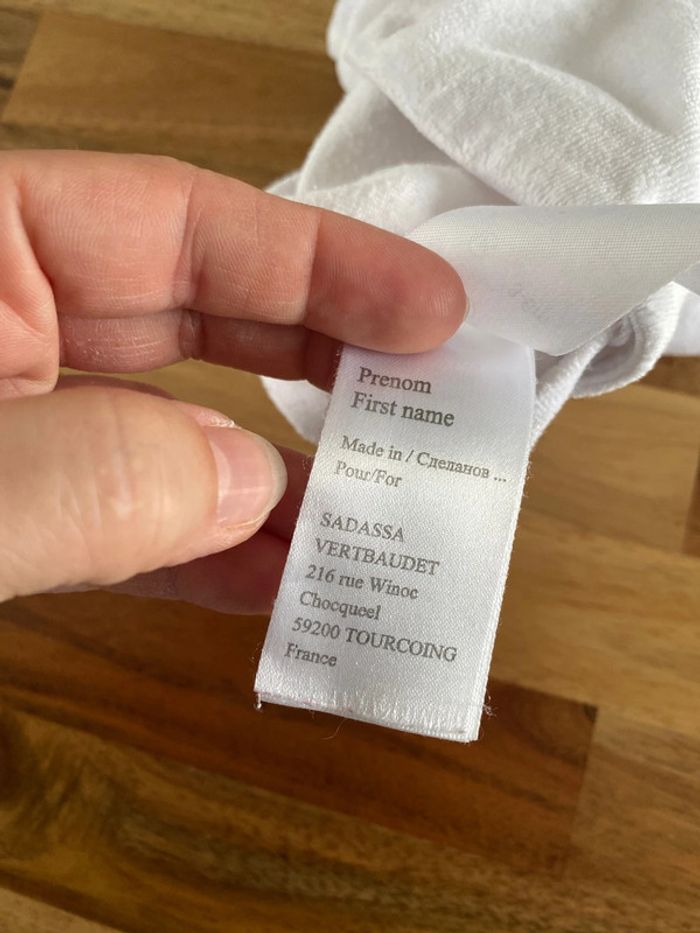 Prenom
First name
Made in / Сделанов ...
Pour/For
SADASSA
VERTBAUDET
216 rue Winoc
Chocqueel
59200 TOURCOING
France